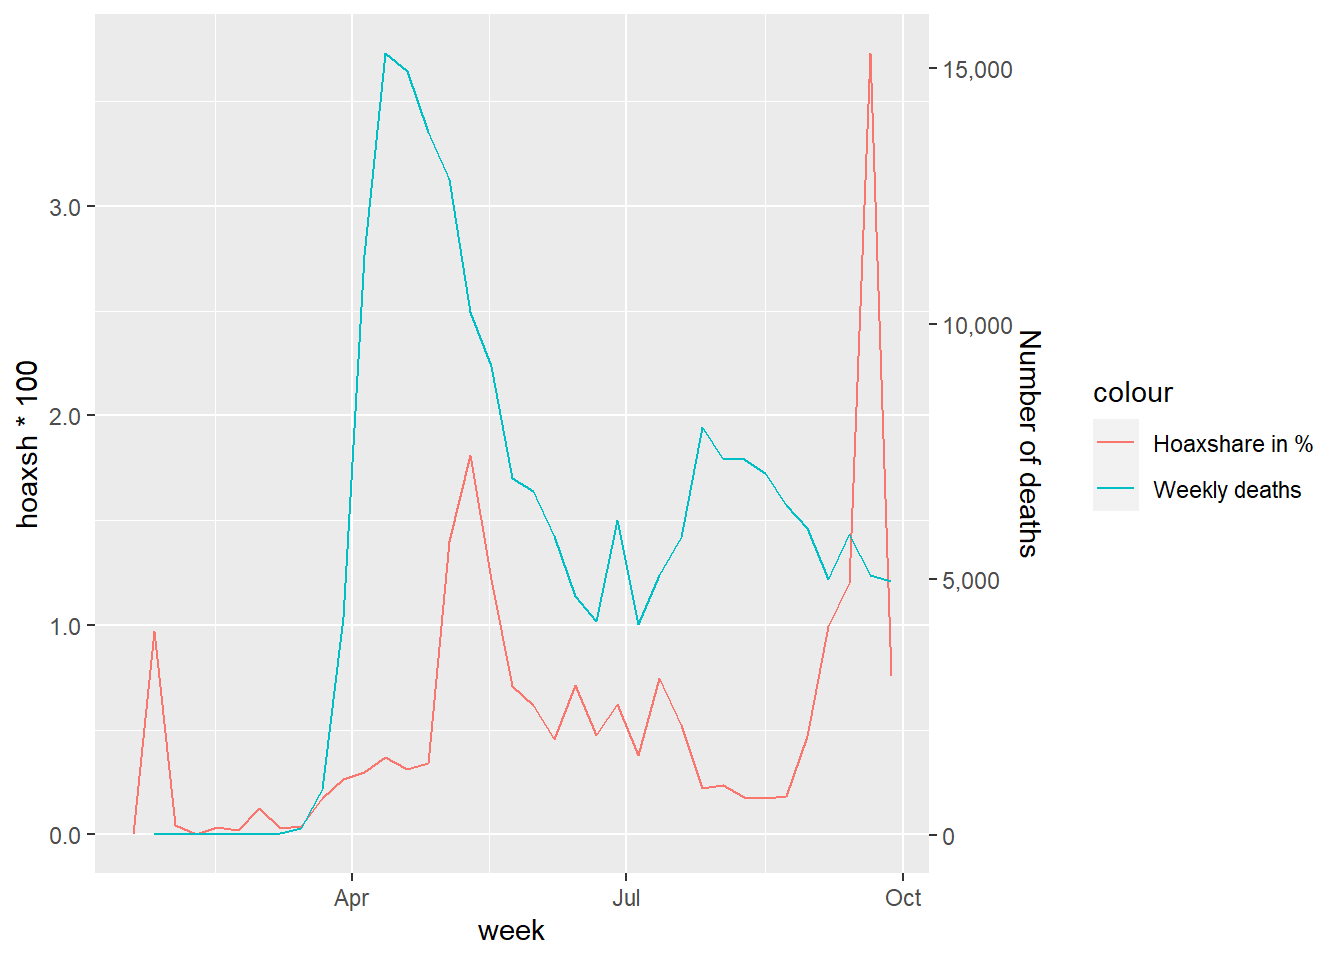 hoaxsh * 100
3.0
2.0
1.0
0.0
Apr
Jul
Oct
week
15,000
10,000
5,000
0
Number of deaths
colour
Hoaxshare in %
Weekly deaths